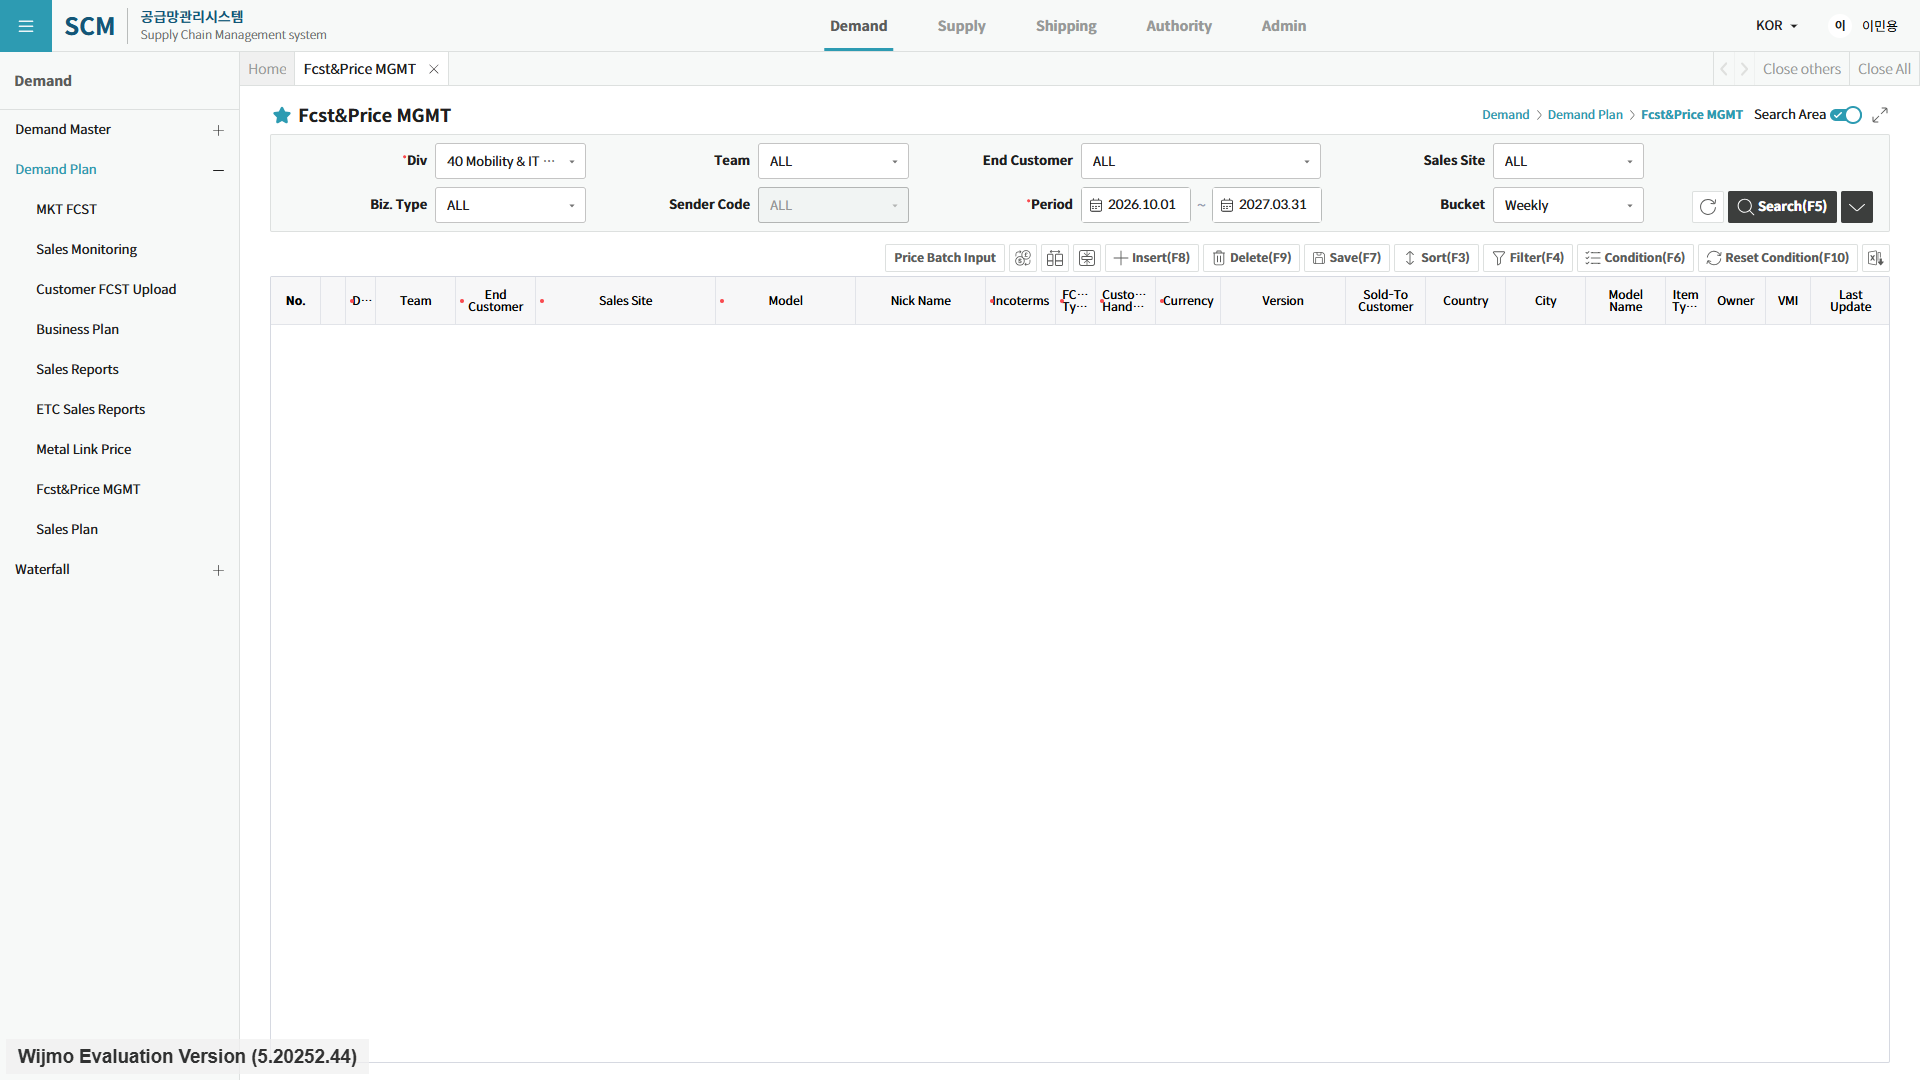 SCM
공급망관리시스템
Supply Chain Management system
Demand
Supply
Shipping
Authority
Admin
KOR
이
이민용
Demand
Home
Fcst&Price MGMT
Close others
Close All
Demand Master
Demand Plan
MKT FCST
Sales Monitoring
Customer FCST Upload
Business Plan
Sales Reports
ETC Sales Reports
Metal Link Price
Fcst&Price MGMT
Sales Plan
Waterfall
Fcst&Price MGMT
Demand > Demand Plan > Fcst&Price MGMT
Search Area
*Div
40 Mobility & IT ···
Team
ALL
End Customer
ALL
Sales Site
ALL
Biz. Type
ALL
Sender Code
ALL
*Period
2026.10.01 ~ 2027.03.31
Bucket
Weekly
Search(F5)
Price Batch Input
Insert(F8)
Delete(F9)
Save(F7)
Sort(F3)
Filter(F4)
Condition(F6)
Reset Condition(F10)
No.
D···
Team
End
Customer
Sales Site
Model
Nick Name
Incoterms
FC···
Ty···
Custo···
Hand···
Currency
Version
Sold-To
Customer
Country
City
Model
Name
Item
Ty···
Owner
VMI
Last
Update
Wijmo Evaluation Version (5.20252.44)